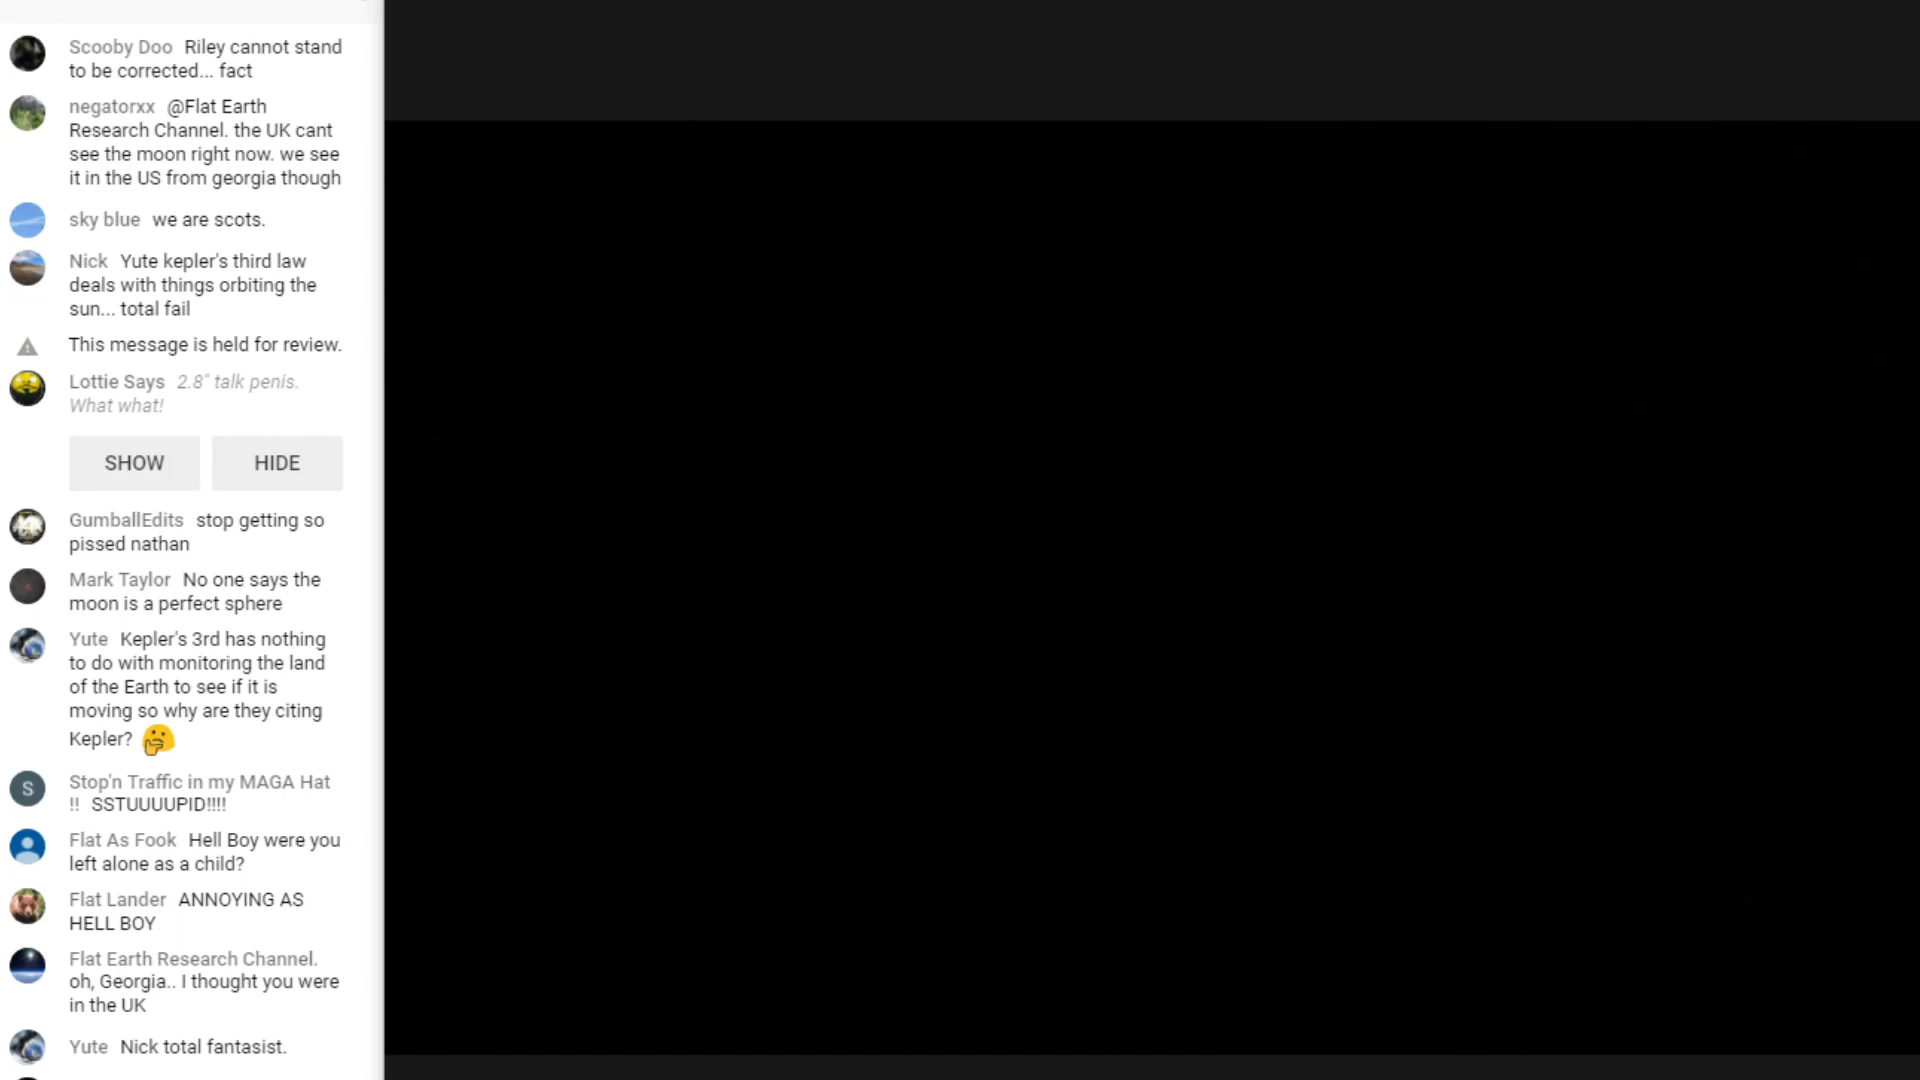 Scooby Doo Riley cannot stand
to be corrected... fact
negatorxx @Flat Earth
Research Channel. the UK cant
see the moon right now. we see
it in the US from georgia though
sky blue we are scots.
Nick Yute kepler's third law
deals with things orbiting the
sun... total fail
This message is held for review.
Lottie Says 2.8" talk penis.
What what!
SHOW HIDE
GumballEdits stop getting so
pissed nathan
Mark Taylor No one says the
moon is a perfect sphere
Yute Kepler's 3rd has nothing
to do with monitoring the land
of the Earth to see if it is
moving so why are they citing
Kepler? 🤔
S
Stop'n Traffic in my MAGA Hat
!! SSTUUUUPID!!!!
Flat As Fook Hell Boy were you
left alone as a child?
Flat Lander ANNOYING AS
HELL BOY
Flat Earth Research Channel.
oh, Georgia.. I thought you were
in the UK
Yute Nick total fantasist.